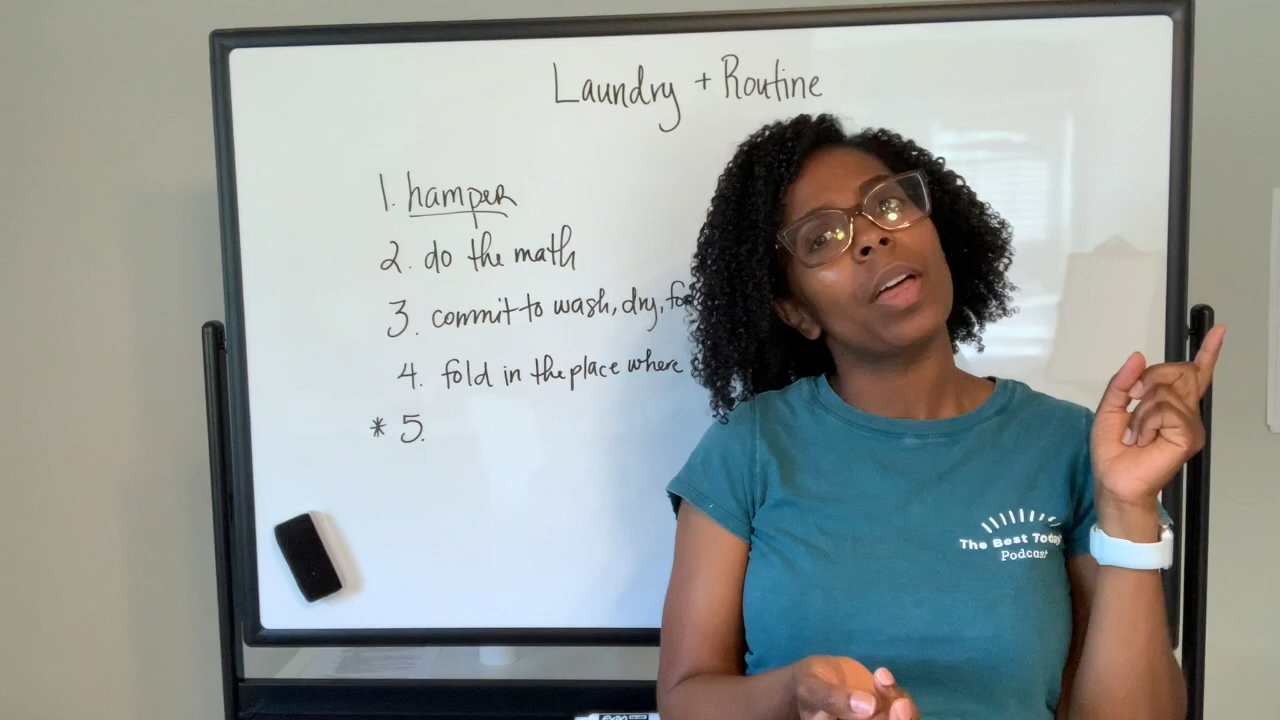 Laundry + Routine
1. hamper
2. do the math
3. commit to wash, dry, fo
4. fold in the place where
* 5.
The Best Today
Podcast
EXPO